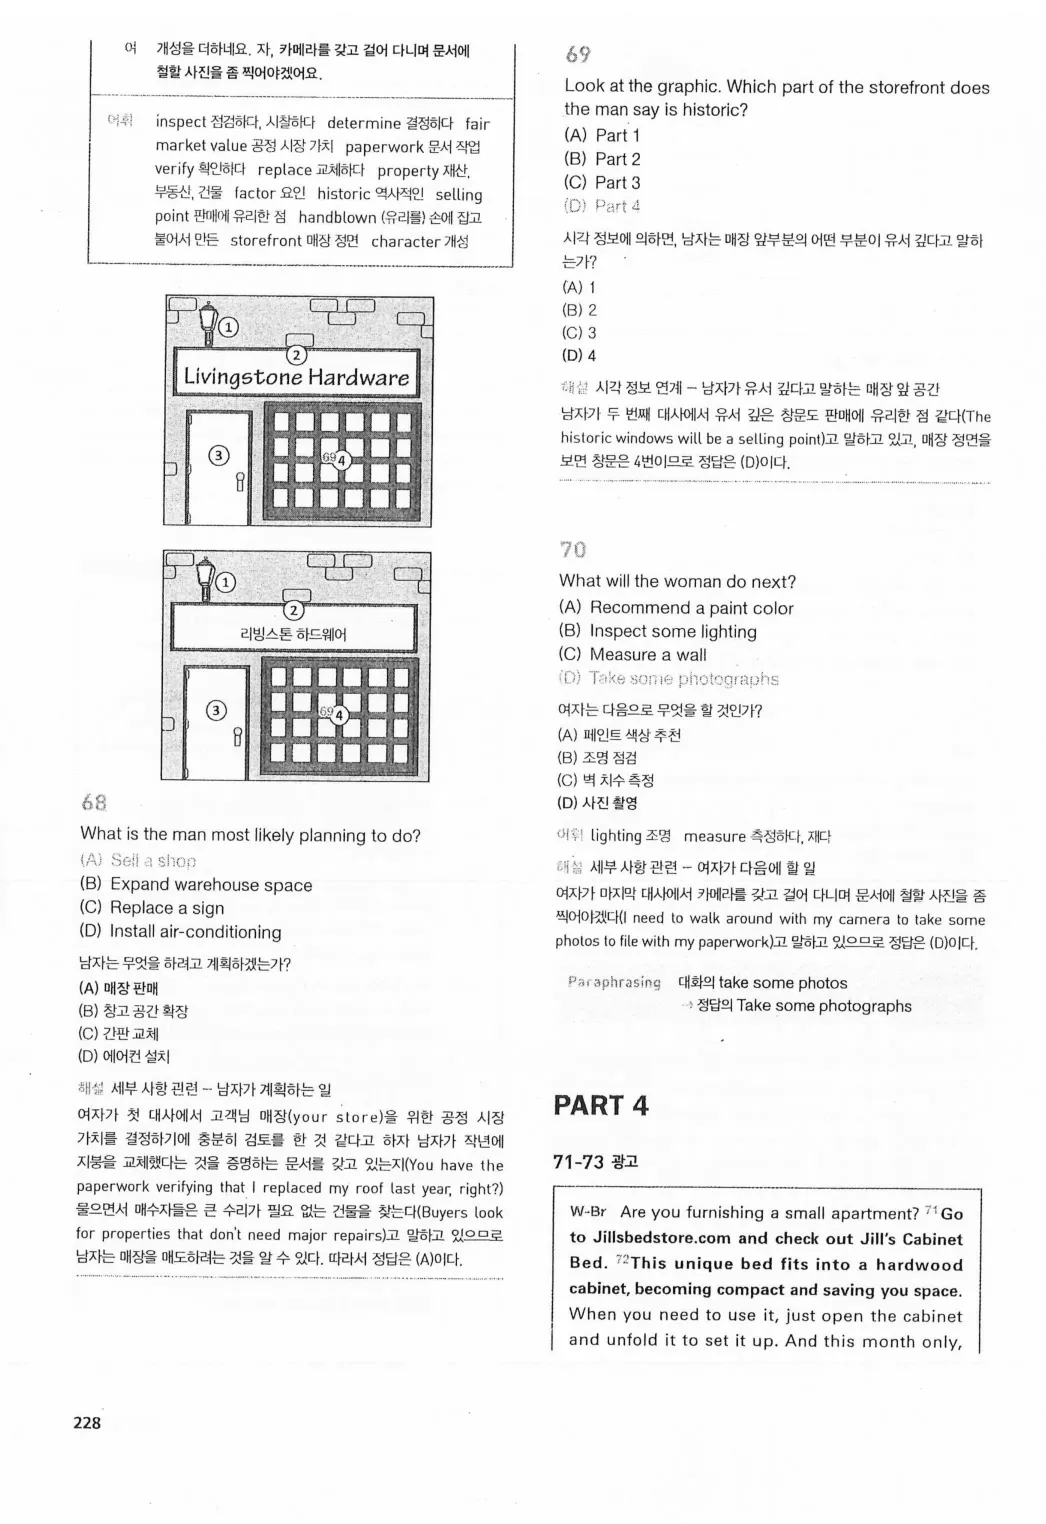 여 개성을 더하네요. 자, 카메라를 갖고 걸어 다니며 문서에
철할 사진을 좀 찍어야겠어요.
어휘 inspect 점검하다, 시찰하다 determine 결정하다 fair
market value 공정 시장 가치 paperwork 문서 작업
verify 확인하다 replace 교체하다 property 재산,
부동산, 건물 factor 요인 historic 역사적인 selling
point 판매에 유리한 점 handblown (유리를) 손에 잡고
불어서 만든 storefront 매장 정면 character 개성
1
2
Livingstone Hardware
3
69 4
1
2
리빙스톤 하드웨어
3
69 4
68
What is the man most likely planning to do?
(A) Sell a shop
(B) Expand warehouse space
(C) Replace a sign
(D) Install air-conditioning
남자는 무엇을 하려고 계획하겠는가?
(A) 매장 판매
(B) 창고 공간 확장
(C) 간판 교체
(D) 에어컨 설치
해설 세부 사항 관련 – 남자가 계획하는 일
여자가 첫 대사에서 고객님 매장(your store)을 위한 공정 시장
가치를 결정하기에 충분히 검토를 한 것 같다고 하자 남자가 작년에
지붕을 교체했다는 것을 증명하는 문서를 갖고 있는지(You have the
paperwork verifying that I replaced my roof last year, right?)
물으면서 매수자들은 큰 수리가 필요 없는 건물을 찾는다(Buyers look
for properties that don't need major repairs)고 말하고 있으므로
남자는 매장을 매도하려는 것을 알 수 있다. 따라서 정답은 (A)이다.
69
Look at the graphic. Which part of the storefront does
the man say is historic?
(A) Part 1
(B) Part 2
(C) Part 3
(D) Part 4
시각 정보에 의하면, 남자는 매장 앞부분의 어떤 부분이 유서 깊다고 말하
는가?
(A) 1
(B) 2
(C) 3
(D) 4
해설 시각 정보 연계 – 남자가 유서 깊다고 말하는 매장 앞 공간
남자가 두 번째 대사에서 유서 깊은 창문도 판매에 유리한 점 같다(The
historic windows will be a selling point)고 말하고 있고, 매장 정면을
보면 창문은 4번이므로 정답은 (D)이다.
70
What will the woman do next?
(A) Recommend a paint color
(B) Inspect some lighting
(C) Measure a wall
(D) Take some photographs
여자는 다음으로 무엇을 할 것인가?
(A) 페인트 색상 추천
(B) 조명 점검
(C) 벽 치수 측정
(D) 사진 촬영
어휘 lighting 조명 measure 측정하다, 재다
해설 세부 사항 관련 – 여자가 다음에 할 일
여자가 마지막 대사에서 카메라를 갖고 걸어 다니며 문서에 철할 사진을 좀
찍어야겠다(I need to walk around with my camera to take some
photos to file with my paperwork)고 말하고 있으므로 정답은 (D)이다.
Paraphrasing 대화의 take some photos
→ 정답의 Take some photographs
PART 4
71-73 광고
W-Br Are you furnishing a small apartment? 71Go
to Jillsbedstore.com and check out Jill's Cabinet
Bed. 72This unique bed fits into a hardwood
cabinet, becoming compact and saving you space.
When you need to use it, just open the cabinet
and unfold it to set it up. And this month only,
228